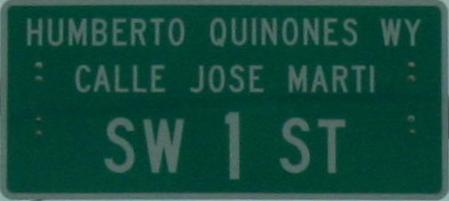 HUMBERTO QUINONES WY
CALLE JOSE MARTI
SW 1 ST